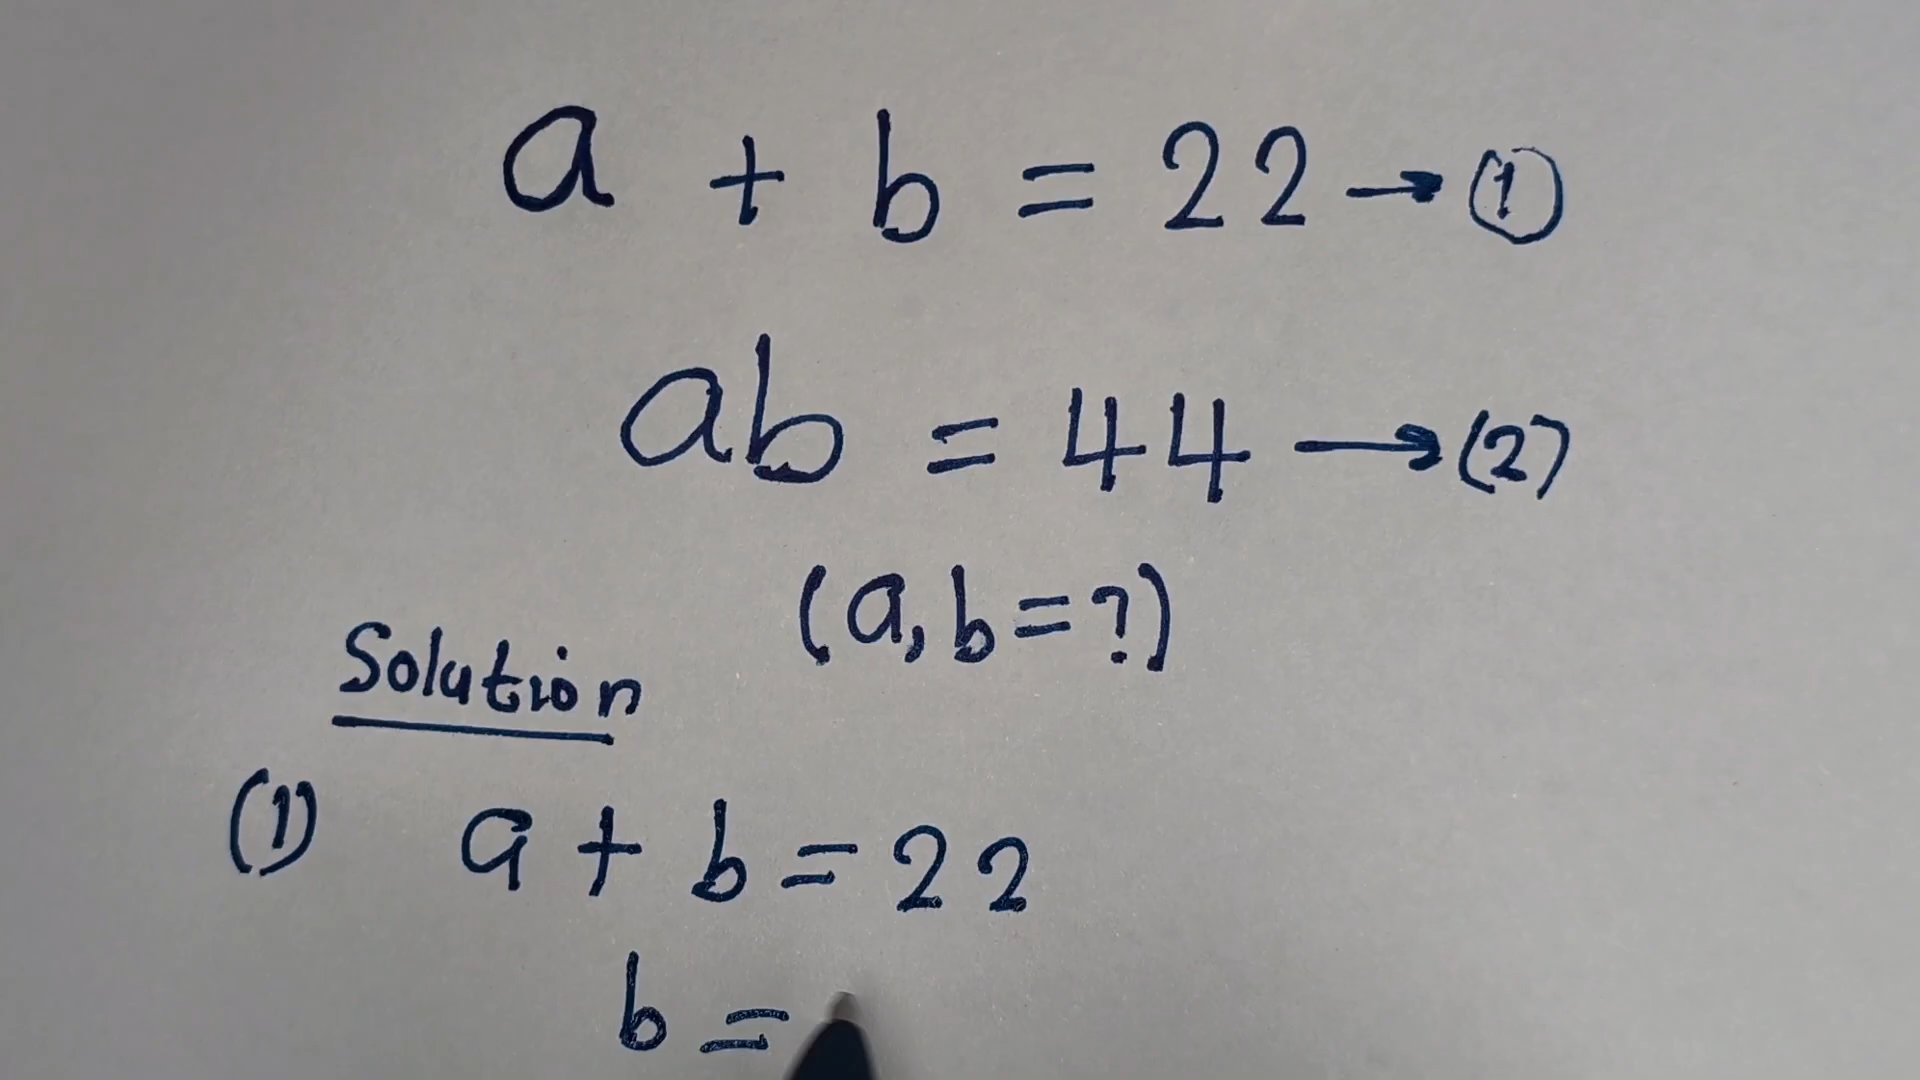 a + b = 22 → ①
ab = 44 → (2)
(a, b = ?)
Solution
(1) a + b = 22
b =